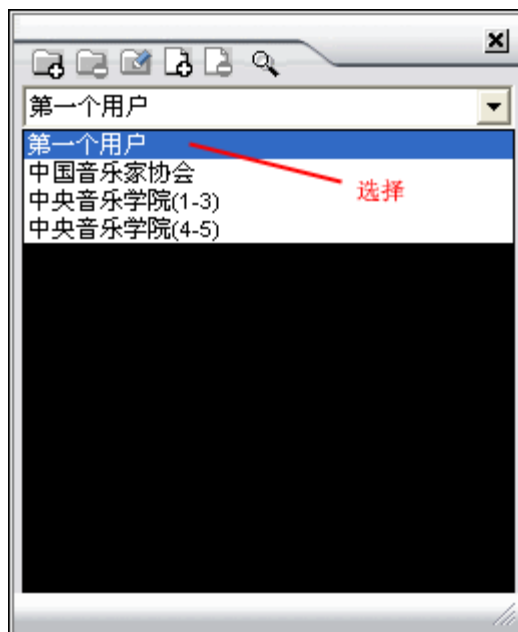 第一个用户
第一个用户
中国音乐家协会
选择
中央音乐学院(1-3)
中央音乐学院(4-5)